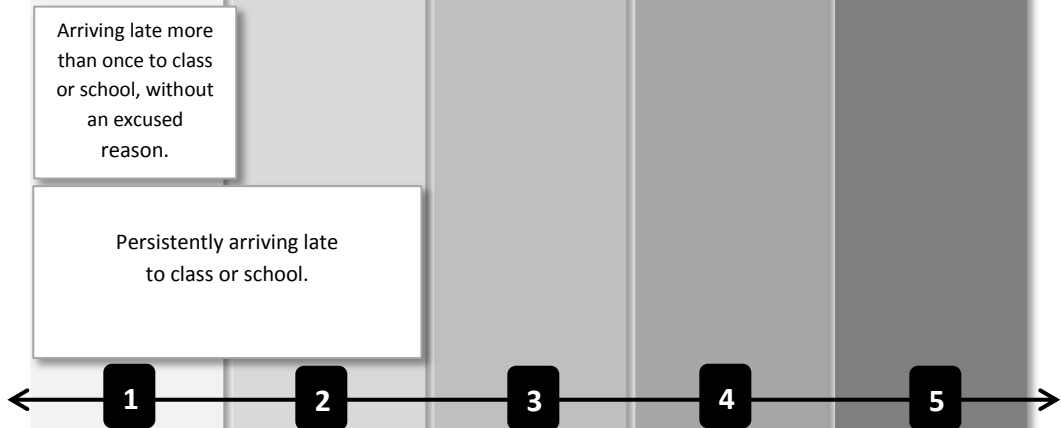 Arriving late more
than once to class
or school, without
an excused
reason.
Persistently arriving late
to class or school.
1 2 3 4 5